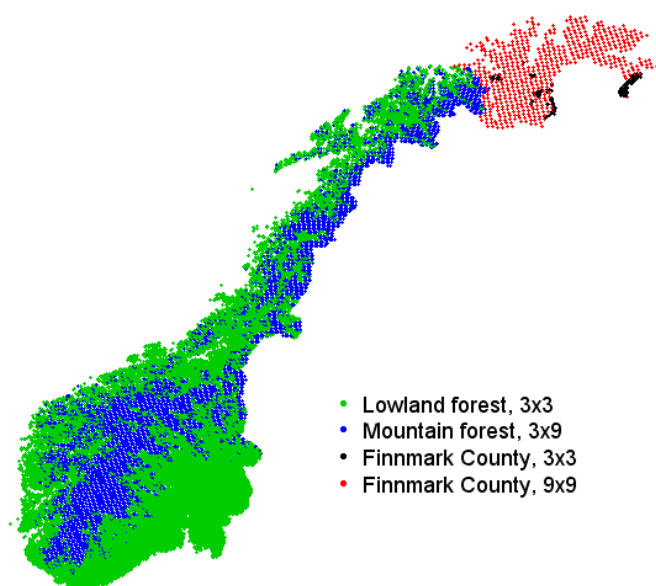 Lowland forest, 3x3
Mountain forest, 3x9
Finnmark County, 3x3
Finnmark County, 9x9